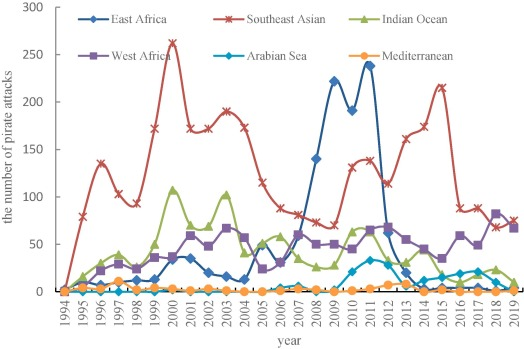 300
250
200
150
100
50
0
the number of pirate attacks
East Africa
Southeast Asian
Indian Ocean
West Africa
Arabian Sea
Mediterranean
1994 1995 1996 1997 1998 1999 2000 2001 2002 2003 2004 2005 2006 2007 2008 2009 2010 2011 2012 2013 2014 2015 2016 2017 2018 2019
year